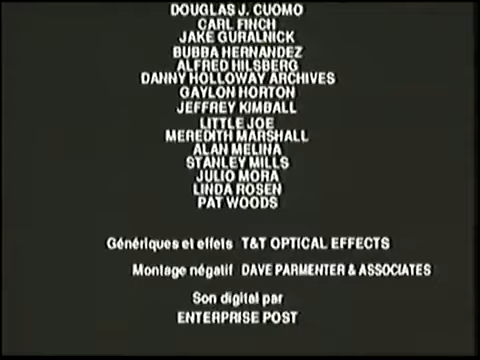 DOUGLAS J. CUOMO
CARL FINCH
JAKE GURALNICK
BUBBA HERNANDEZ
ALFRED HILSBERG
DANNY HOLLOWAY ARCHIVES
GAYLON HORTON
JEFFREY KIMBALL
LITTLE JOE
MEREDITH MARSHALL
ALAN MELINA
STANLEY MILLS
JULIO MORA
LINDA ROSEN
PAT WOODS
Génériques et effets T&T OPTICAL EFFECTS
Montage négatif DAVE PARMENTER & ASSOCIATES
Son digital par
ENTERPRISE POST